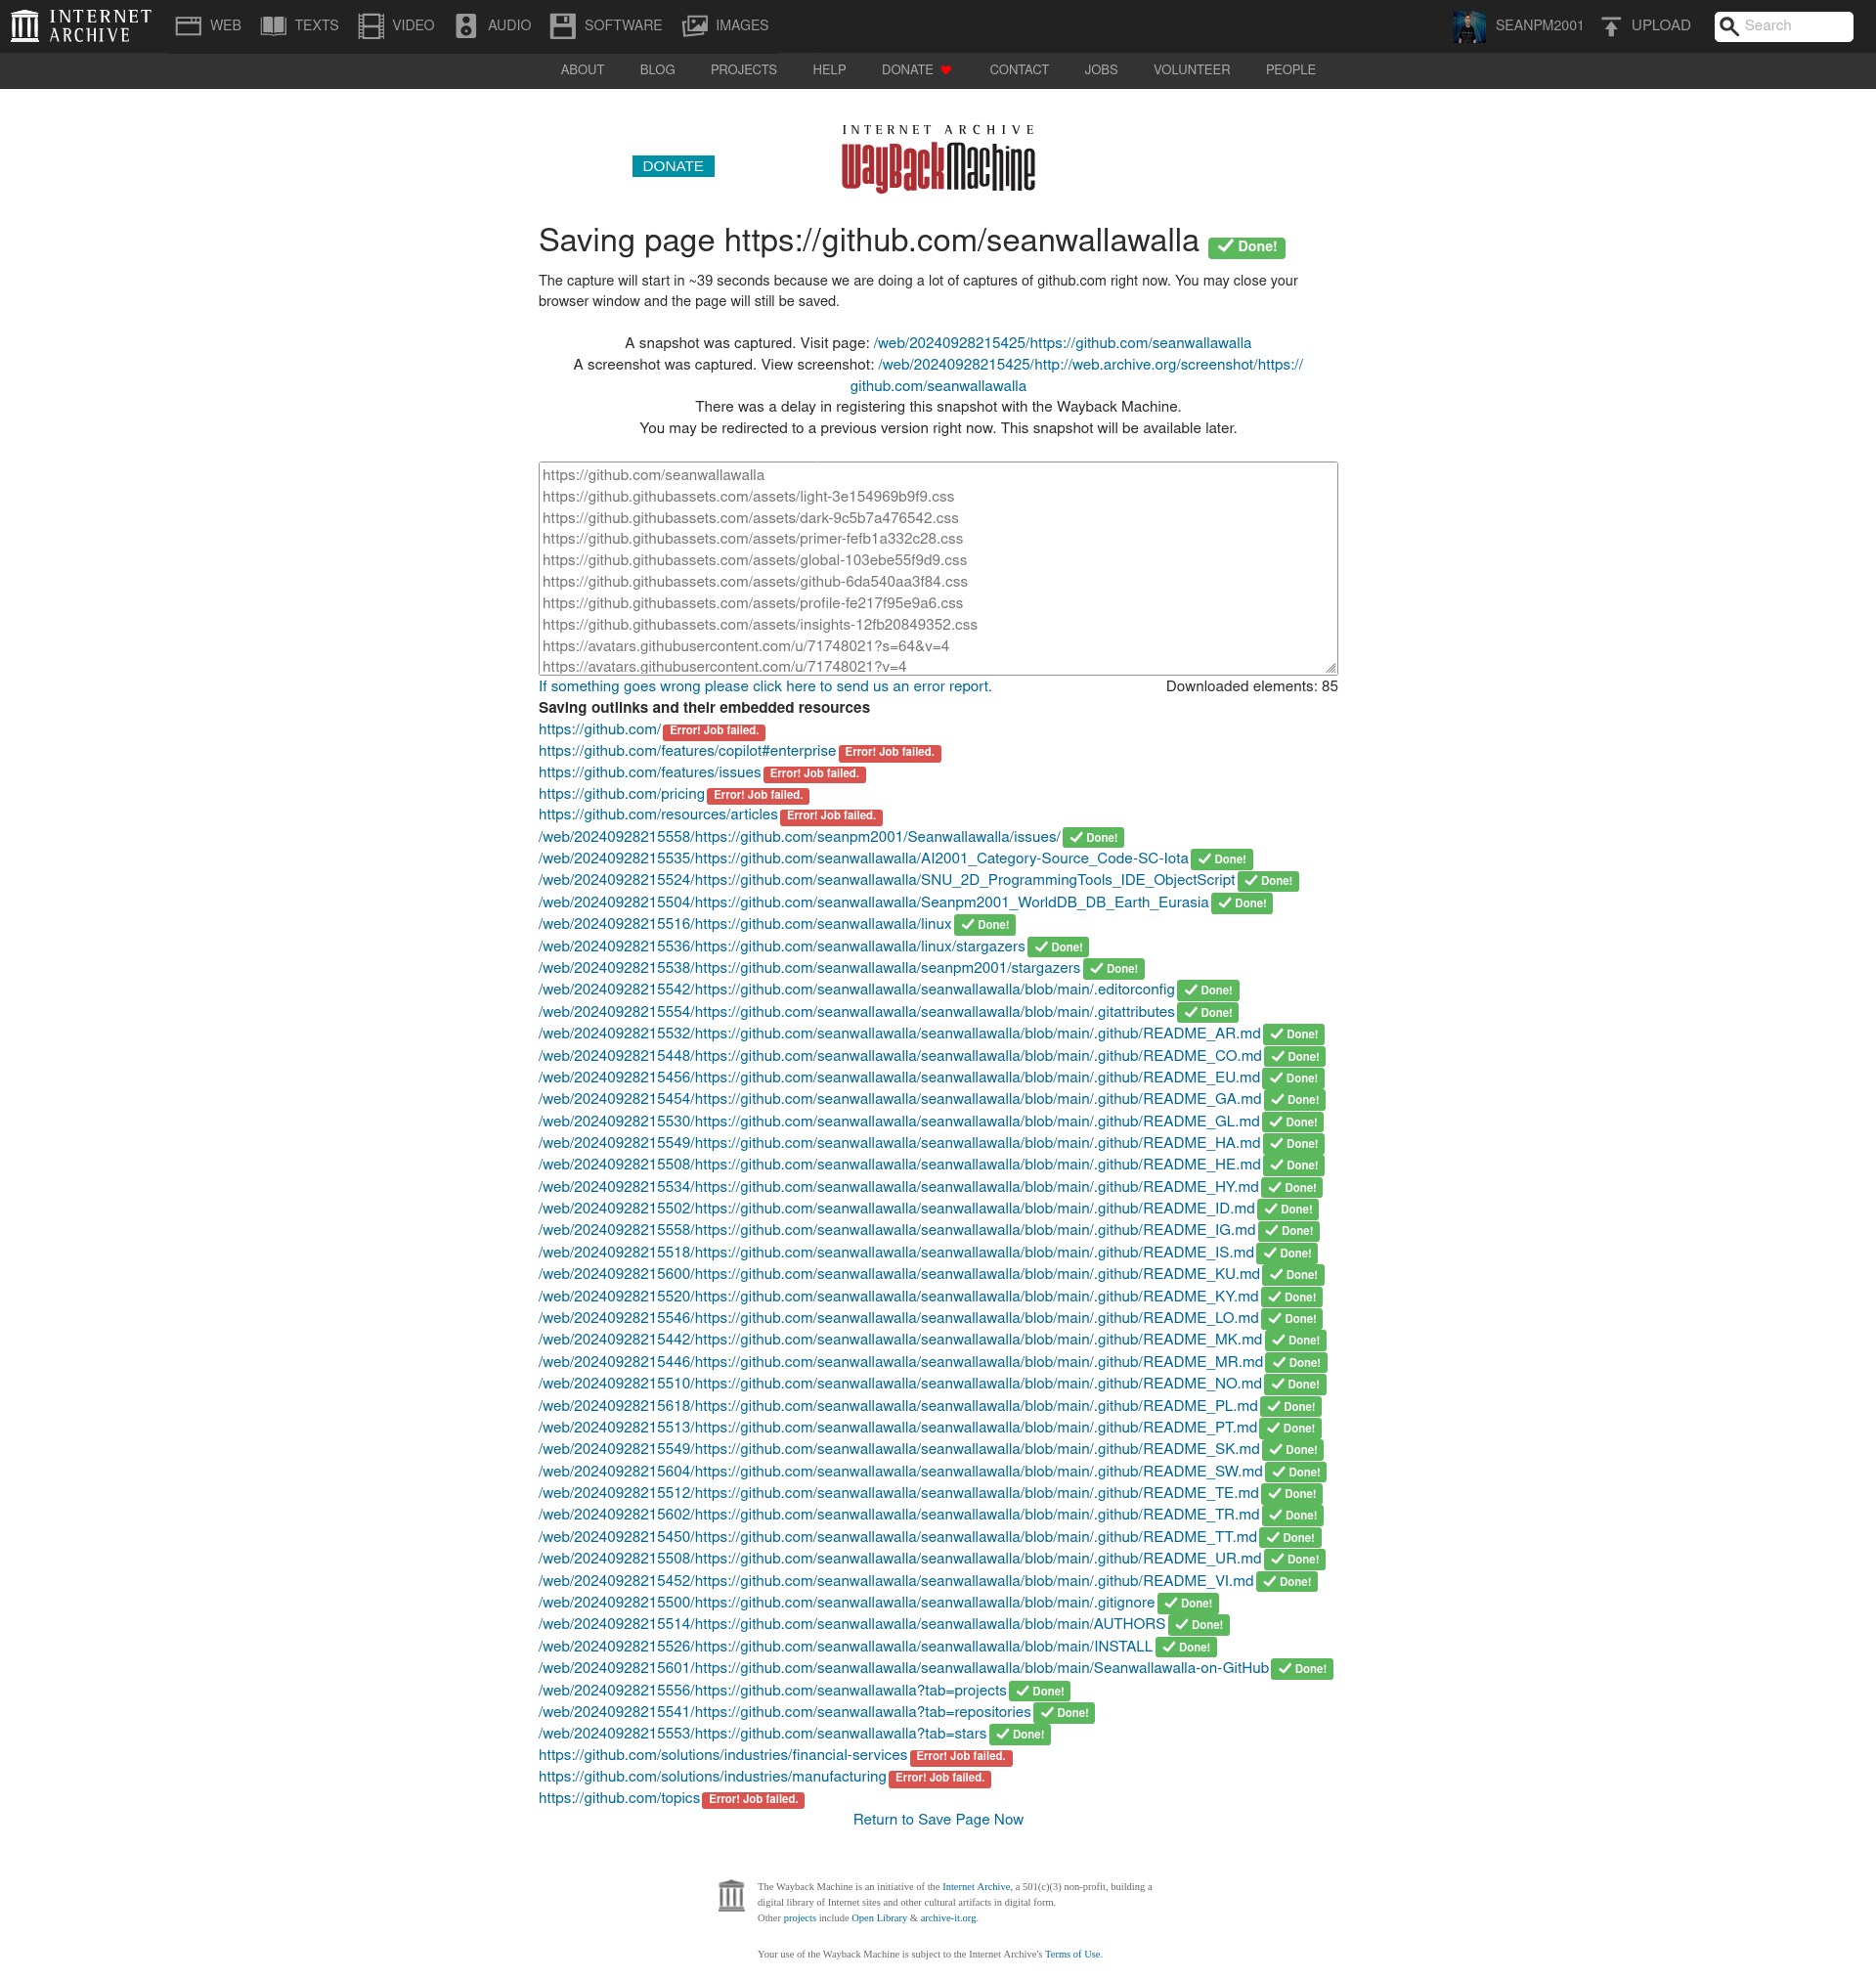 INTERNET ARCHIVE WEB TEXTS VIDEO AUDIO SOFTWARE IMAGES SEANPM2001 UPLOAD Search
ABOUT BLOG PROJECTS HELP DONATE CONTACT JOBS VOLUNTEER PEOPLE
INTERNET ARCHIVE
DONATE
WayBackMachine
Saving page https://github.com/seanwallawalla Done!
The capture will start in ~39 seconds because we are doing a lot of captures of github.com right now. You may close your
browser window and the page will still be saved.
A snapshot was captured. Visit page: /web/20240928215425/https://github.com/seanwallawalla
A screenshot was captured. View screenshot: /web/20240928215425/http://web.archive.org/screenshot/https://
github.com/seanwallawalla
There was a delay in registering this snapshot with the Wayback Machine.
You may be redirected to a previous version right now. This snapshot will be available later.
https://github.com/seanwallawalla
https://github.githubassets.com/assets/light-3e154969b9f9.css
https://github.githubassets.com/assets/dark-9c5b7a476542.css
https://github.githubassets.com/assets/primer-fefb1a332c28.css
https://github.githubassets.com/assets/global-103ebe55f9d9.css
https://github.githubassets.com/assets/github-6da540aa3f84.css
https://github.githubassets.com/assets/profile-fe217f95e9a6.css
https://github.githubassets.com/assets/insights-12fb20849352.css
https://avatars.githubusercontent.com/u/71748021?s=64&v=4
https://avatars.githubusercontent.com/u/71748021?v=4
If something goes wrong please click here to send us an error report. Downloaded elements: 85
Saving outlinks and their embedded resources
https://github.com/ Error! Job failed.
https://github.com/features/copilot#enterprise Error! Job failed.
https://github.com/features/issues Error! Job failed.
https://github.com/pricing Error! Job failed.
https://github.com/resources/articles Error! Job failed.
/web/20240928215558/https://github.com/seanpm2001/Seanwallawalla/issues/ Done!
/web/20240928215535/https://github.com/seanwallawalla/AI2001_Category-Source_Code-SC-Iota Done!
/web/20240928215524/https://github.com/seanwallawalla/SNU_2D_ProgrammingTools_IDE_ObjectScript Done!
/web/20240928215504/https://github.com/seanwallawalla/Seanpm2001_WorldDB_DB_Earth_Eurasia Done!
/web/20240928215516/https://github.com/seanwallawalla/linux Done!
/web/20240928215536/https://github.com/seanwallawalla/linux/stargazers Done!
/web/20240928215538/https://github.com/seanwallawalla/seanpm2001/stargazers Done!
/web/20240928215542/https://github.com/seanwallawalla/seanwallawalla/blob/main/.editorconfig Done!
/web/20240928215554/https://github.com/seanwallawalla/seanwallawalla/blob/main/.gitattributes Done!
/web/20240928215532/https://github.com/seanwallawalla/seanwallawalla/blob/main/.github/README_AR.md Done!
/web/20240928215448/https://github.com/seanwallawalla/seanwallawalla/blob/main/.github/README_CO.md Done!
/web/20240928215456/https://github.com/seanwallawalla/seanwallawalla/blob/main/.github/README_EU.md Done!
/web/20240928215454/https://github.com/seanwallawalla/seanwallawalla/blob/main/.github/README_GA.md Done!
/web/20240928215530/https://github.com/seanwallawalla/seanwallawalla/blob/main/.github/README_GL.md Done!
/web/20240928215549/https://github.com/seanwallawalla/seanwallawalla/blob/main/.github/README_HA.md Done!
/web/20240928215508/https://github.com/seanwallawalla/seanwallawalla/blob/main/.github/README_HE.md Done!
/web/20240928215534/https://github.com/seanwallawalla/seanwallawalla/blob/main/.github/README_HY.md Done!
/web/20240928215502/https://github.com/seanwallawalla/seanwallawalla/blob/main/.github/README_ID.md Done!
/web/20240928215558/https://github.com/seanwallawalla/seanwallawalla/blob/main/.github/README_IG.md Done!
/web/20240928215518/https://github.com/seanwallawalla/seanwallawalla/blob/main/.github/README_IS.md Done!
/web/20240928215600/https://github.com/seanwallawalla/seanwallawalla/blob/main/.github/README_KU.md Done!
/web/20240928215520/https://github.com/seanwallawalla/seanwallawalla/blob/main/.github/README_KY.md Done!
/web/20240928215546/https://github.com/seanwallawalla/seanwallawalla/blob/main/.github/README_LO.md Done!
/web/20240928215442/https://github.com/seanwallawalla/seanwallawalla/blob/main/.github/README_MK.md Done!
/web/20240928215446/https://github.com/seanwallawalla/seanwallawalla/blob/main/.github/README_MR.md Done!
/web/20240928215510/https://github.com/seanwallawalla/seanwallawalla/blob/main/.github/README_NO.md Done!
/web/20240928215618/https://github.com/seanwallawalla/seanwallawalla/blob/main/.github/README_PL.md Done!
/web/20240928215513/https://github.com/seanwallawalla/seanwallawalla/blob/main/.github/README_PT.md Done!
/web/20240928215549/https://github.com/seanwallawalla/seanwallawalla/blob/main/.github/README_SK.md Done!
/web/20240928215604/https://github.com/seanwallawalla/seanwallawalla/blob/main/.github/README_SW.md Done!
/web/20240928215512/https://github.com/seanwallawalla/seanwallawalla/blob/main/.github/README_TE.md Done!
/web/20240928215602/https://github.com/seanwallawalla/seanwallawalla/blob/main/.github/README_TR.md Done!
/web/20240928215450/https://github.com/seanwallawalla/seanwallawalla/blob/main/.github/README_TT.md Done!
/web/20240928215508/https://github.com/seanwallawalla/seanwallawalla/blob/main/.github/README_UR.md Done!
/web/20240928215452/https://github.com/seanwallawalla/seanwallawalla/blob/main/.github/README_VI.md Done!
/web/20240928215500/https://github.com/seanwallawalla/seanwallawalla/blob/main/.gitignore Done!
/web/20240928215514/https://github.com/seanwallawalla/seanwallawalla/blob/main/AUTHORS Done!
/web/20240928215526/https://github.com/seanwallawalla/seanwallawalla/blob/main/INSTALL Done!
/web/20240928215601/https://github.com/seanwallawalla/seanwallawalla/blob/main/Seanwallawalla-on-GitHub Done!
/web/20240928215556/https://github.com/seanwallawalla?tab=projects Done!
/web/20240928215541/https://github.com/seanwallawalla?tab=repositories Done!
/web/20240928215553/https://github.com/seanwallawalla?tab=stars Done!
https://github.com/solutions/industries/financial-services Error! Job failed.
https://github.com/solutions/industries/manufacturing Error! Job failed.
https://github.com/topics Error! Job failed.
Return to Save Page Now
The Wayback Machine is an initiative of the Internet Archive, a 501(c)(3) non-profit, building a
digital library of Internet sites and other cultural artifacts in digital form.
Other projects include Open Library & archive-it.org.
Your use of the Wayback Machine is subject to the Internet Archive's Terms of Use.